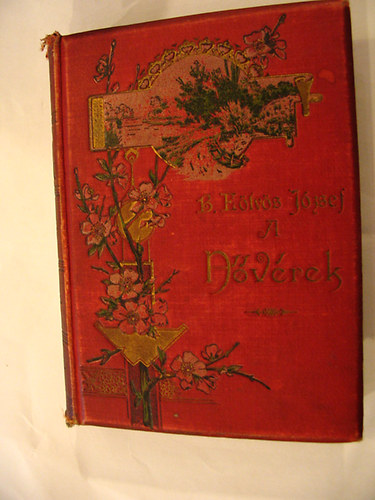 B. Eötvös József
A
Nővérek